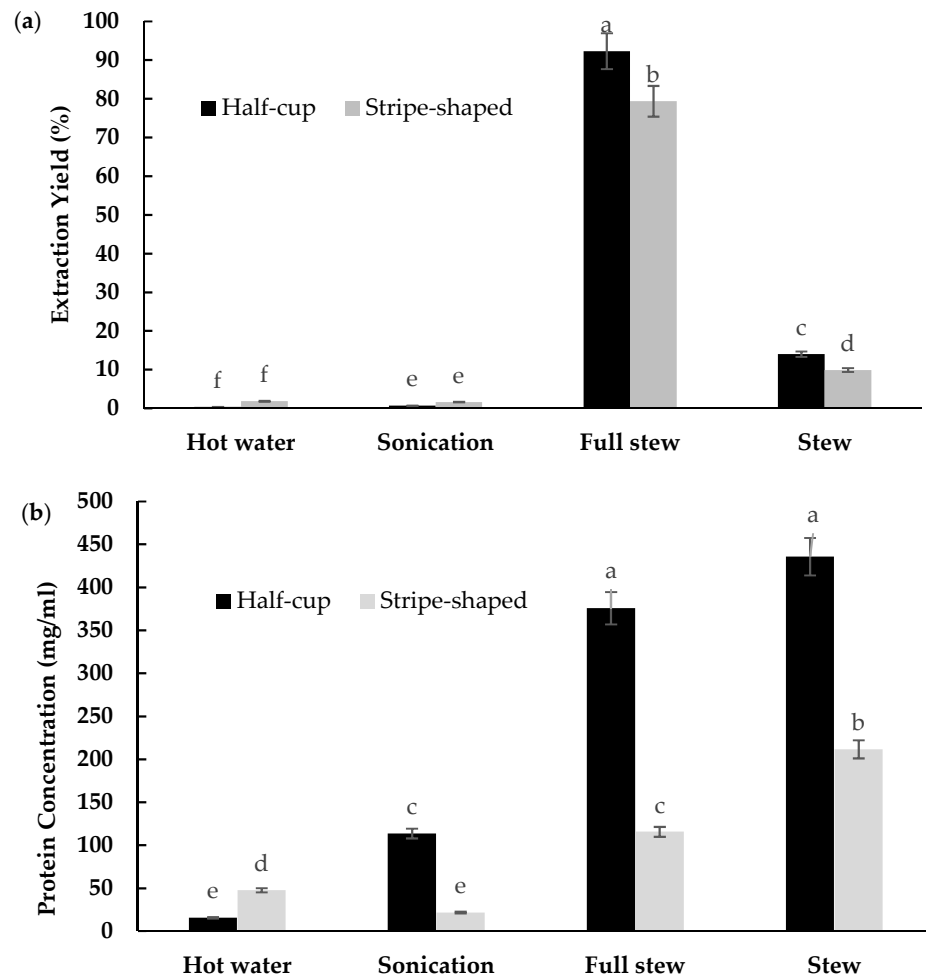 (a)
Extraction Yield (%)
100
90
80
70
60
50
40
30
20
10
0
Half-cup Stripe-shaped
f f e e a b c d
Hot water Sonication Full stew Stew
(b)
Protein Concentration (mg/ml)
500
450
400
350
300
250
200
150
100
50
0
Half-cup Stripe-shaped
e d c e a c a b
Hot water Sonication Full stew Stew